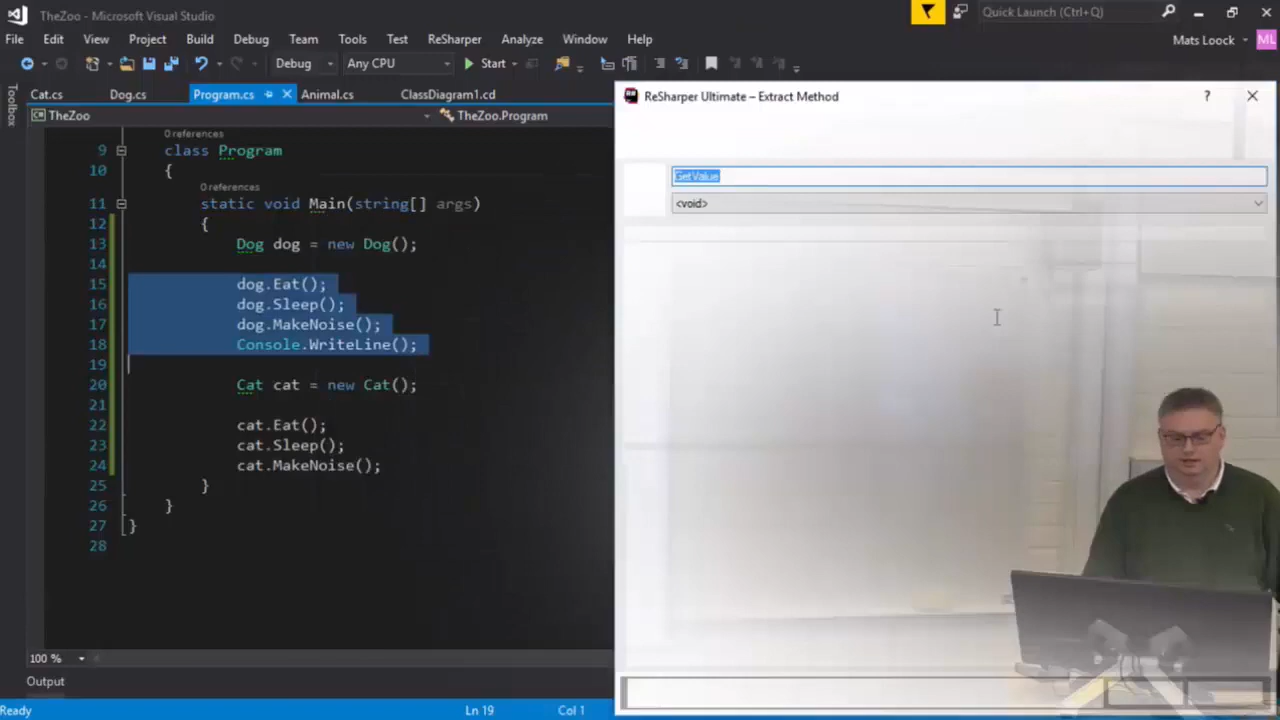 TheZoo - Microsoft Visual Studio
Quick Launch (Ctrl+Q)
File Edit View Project Build Debug Team Tools Test ReSharper Analyze Window Help
Mats Loock ML
Debug Any CPU Start
Toolbox
Cat.cs Dog.cs Program.cs Animal.cs ClassDiagram1.cd
TheZoo TheZoo.Program
ReSharper Ultimate – Extract Method
GetValue
<void>
0 references
9 class Program
10 {
0 references
11 static void Main(string[] args)
12 {
13 Dog dog = new Dog();
14
15 dog.Eat();
16 dog.Sleep();
17 dog.MakeNoise();
18 Console.WriteLine();
19
20 Cat cat = new Cat();
21
22 cat.Eat();
23 cat.Sleep();
24 cat.MakeNoise();
25 }
26 }
27 }
28
100 %
Output
Ready Ln 19 Col 1